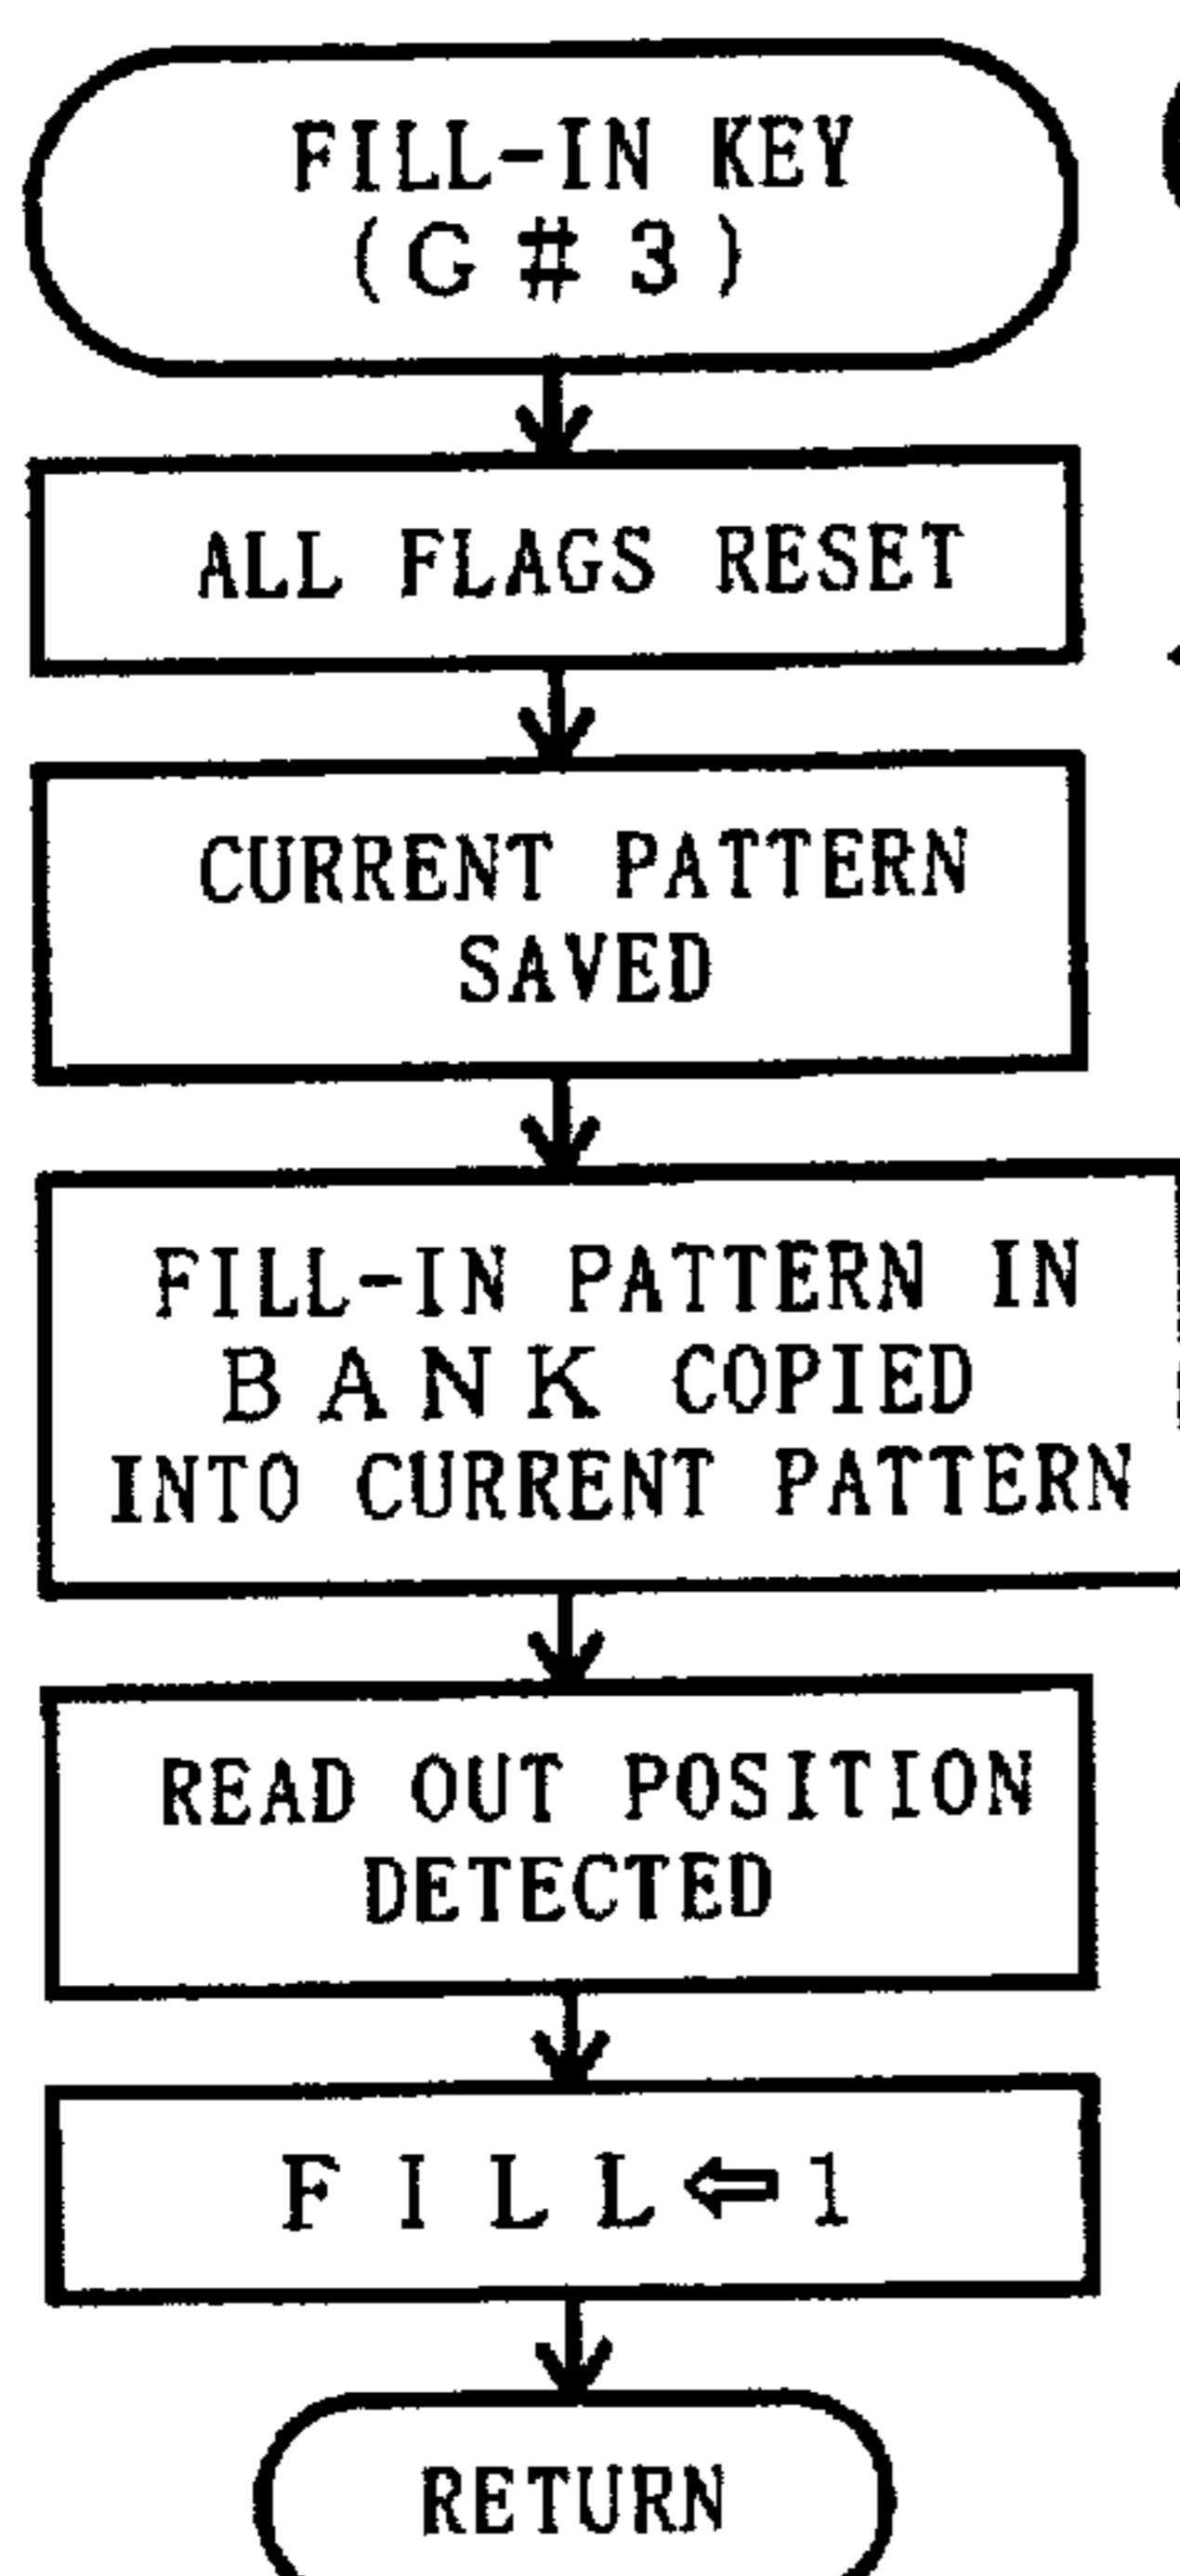 FILL-IN KEY
(G#3)
ALL FLAGS RESET
CURRENT PATTERN
SAVED
FILL-IN PATTERN IN
BANK COPIED
INTO CURRENT PATTERN
READ OUT POSITION
DETECTED
FILL⇐1
RETURN